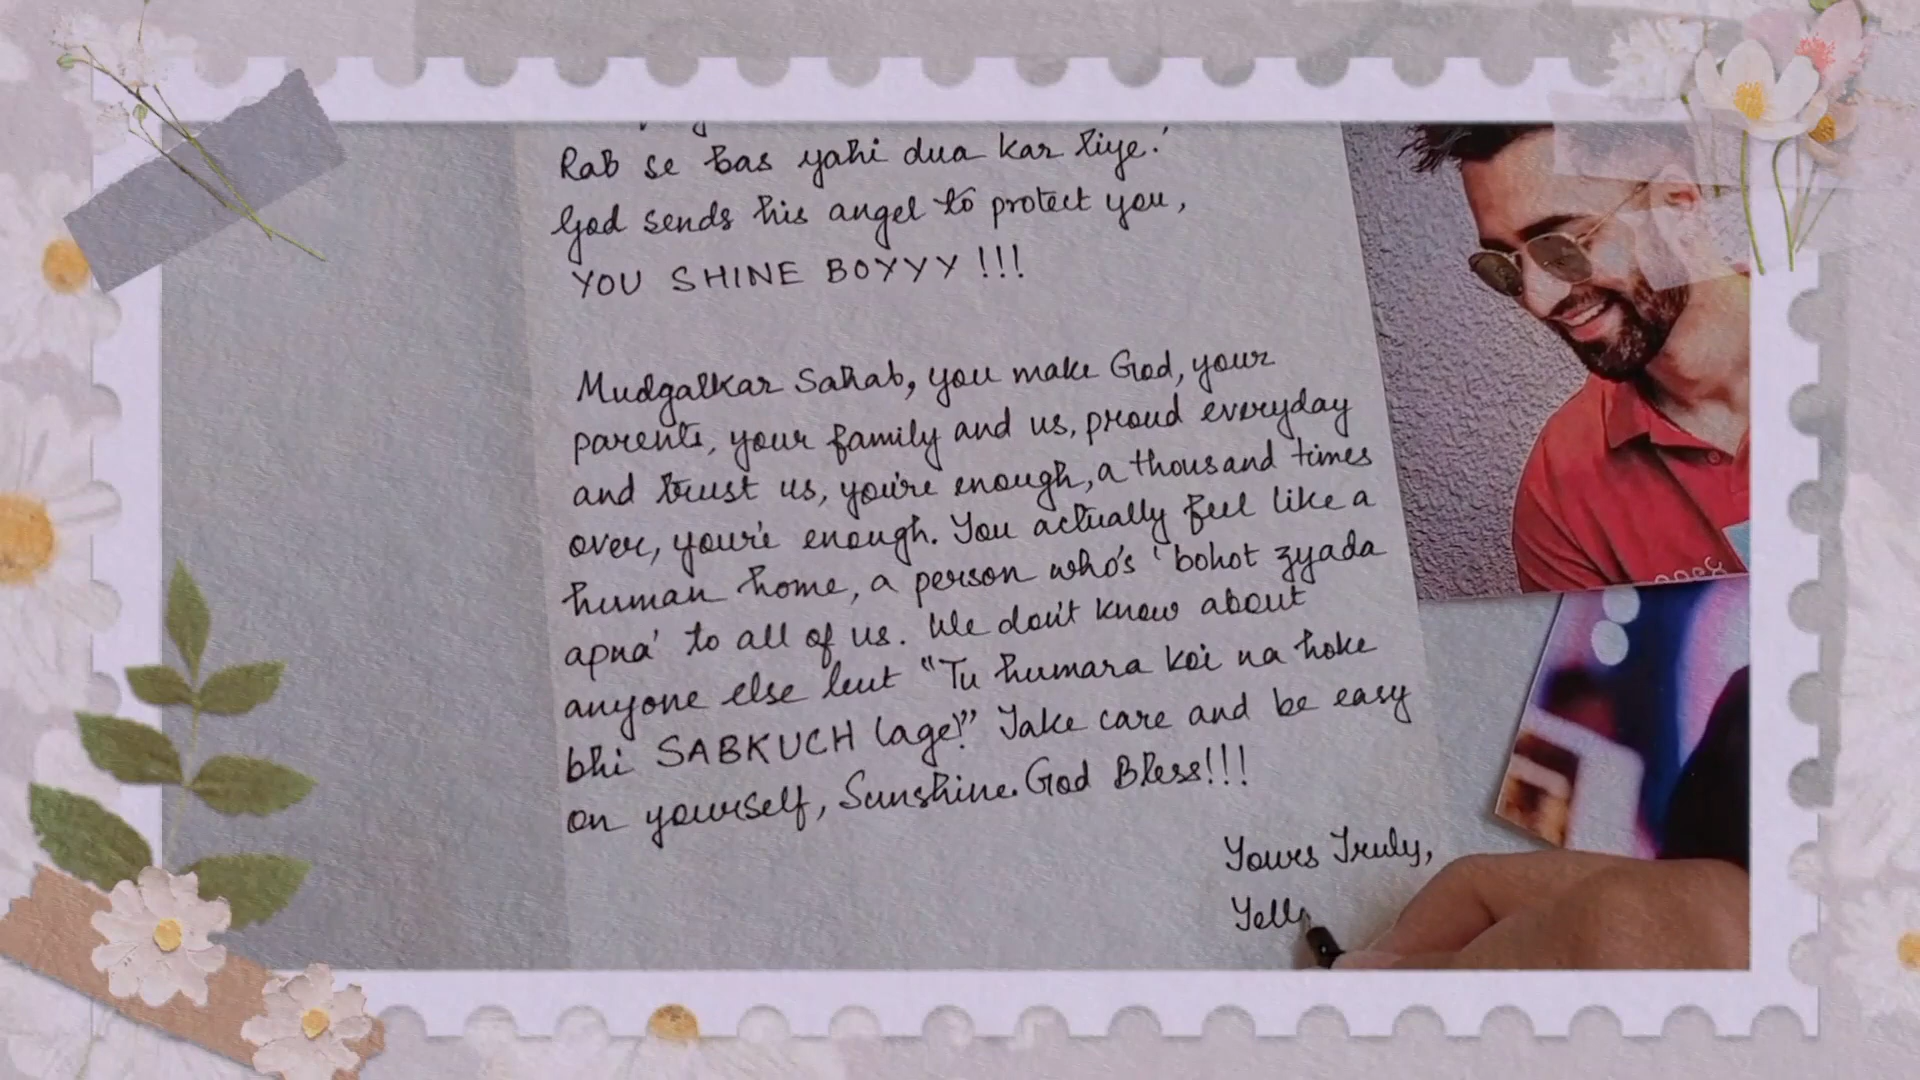 Rab se bas yahi dua kar liye.'
God sends his angel to protect you,
YOU SHINE BOYYY !!!
Mudgalkar Sahab, you make God, your
parents, your family and us, proud everyday
and trust us, you're enough, a thousand times
over, you're enough. You actually feel like a
human home, a person who's 'bohot zyada
apna' to all of us. We don't know about
anyone else but "Tu humara koi na hoke
bhi SABKUCH lage!" Take care and be easy
on yourself, Sunshine. God Bless!!!
Yours Truly,
Yell